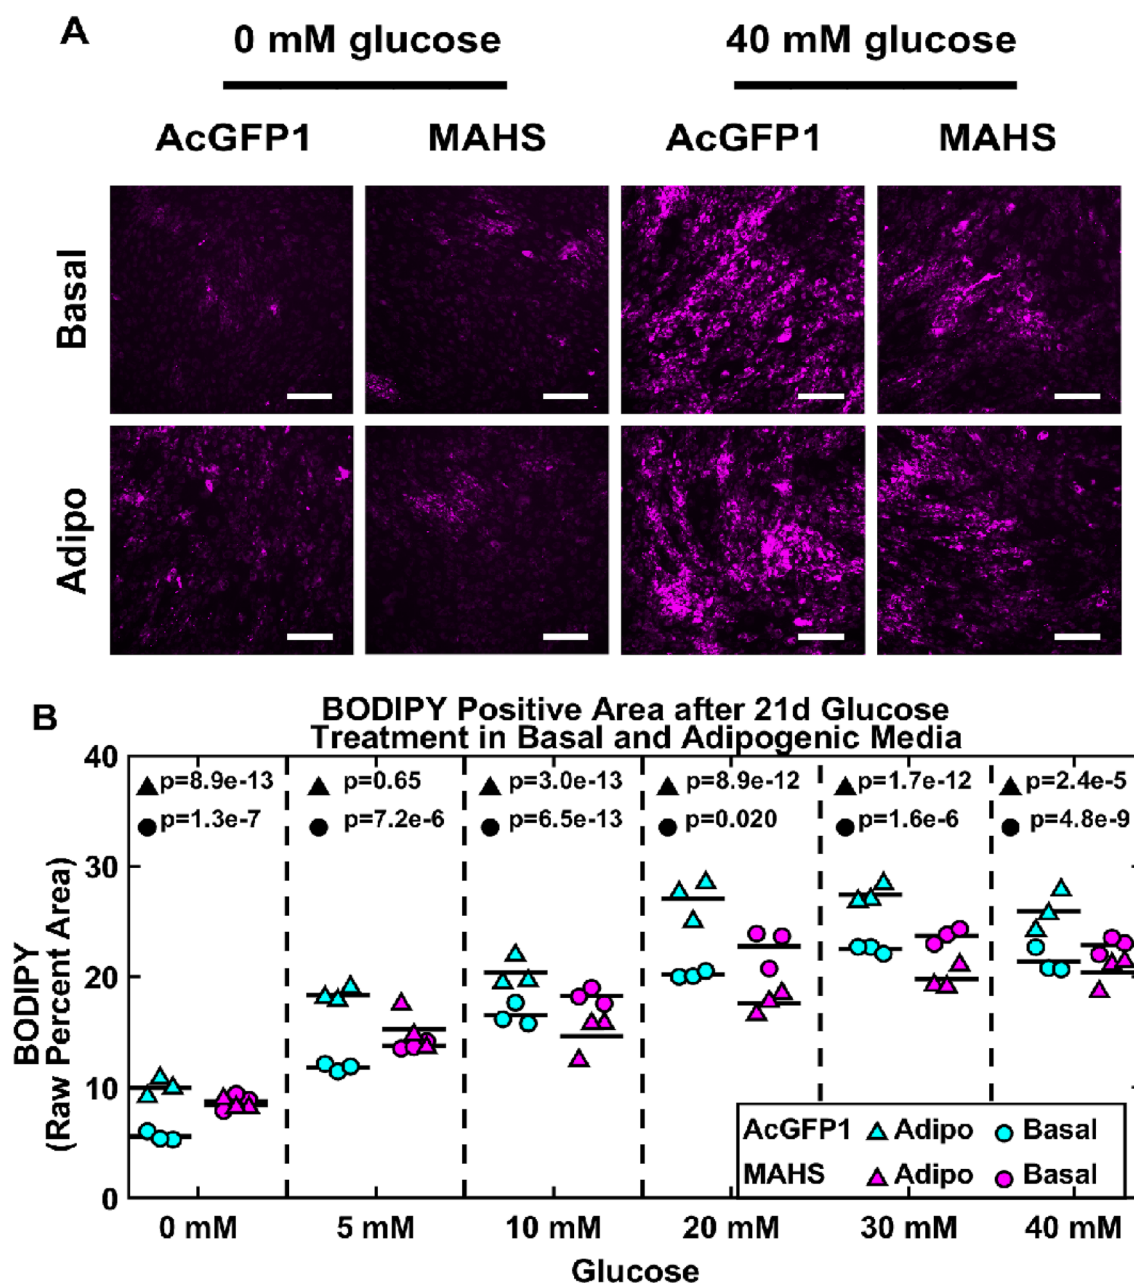 A
0 mM glucose
40 mM glucose
AcGFP1
MAHS
AcGFP1
MAHS
Basal
Adipo
B
BODIPY Positive Area after 21d Glucose
Treatment in Basal and Adipogenic Media
BODIPY
(Raw Percent Area)
40
30
20
10
0
p=8.9e-13
p=0.65
p=3.0e-13
p=8.9e-12
p=1.7e-12
p=2.4e-5
p=1.3e-7
p=7.2e-6
p=6.5e-13
p=0.020
p=1.6e-6
p=4.8e-9
AcGFP1 Adipo Basal
MAHS Adipo Basal
0 mM
5 mM
10 mM
20 mM
30 mM
40 mM
Glucose